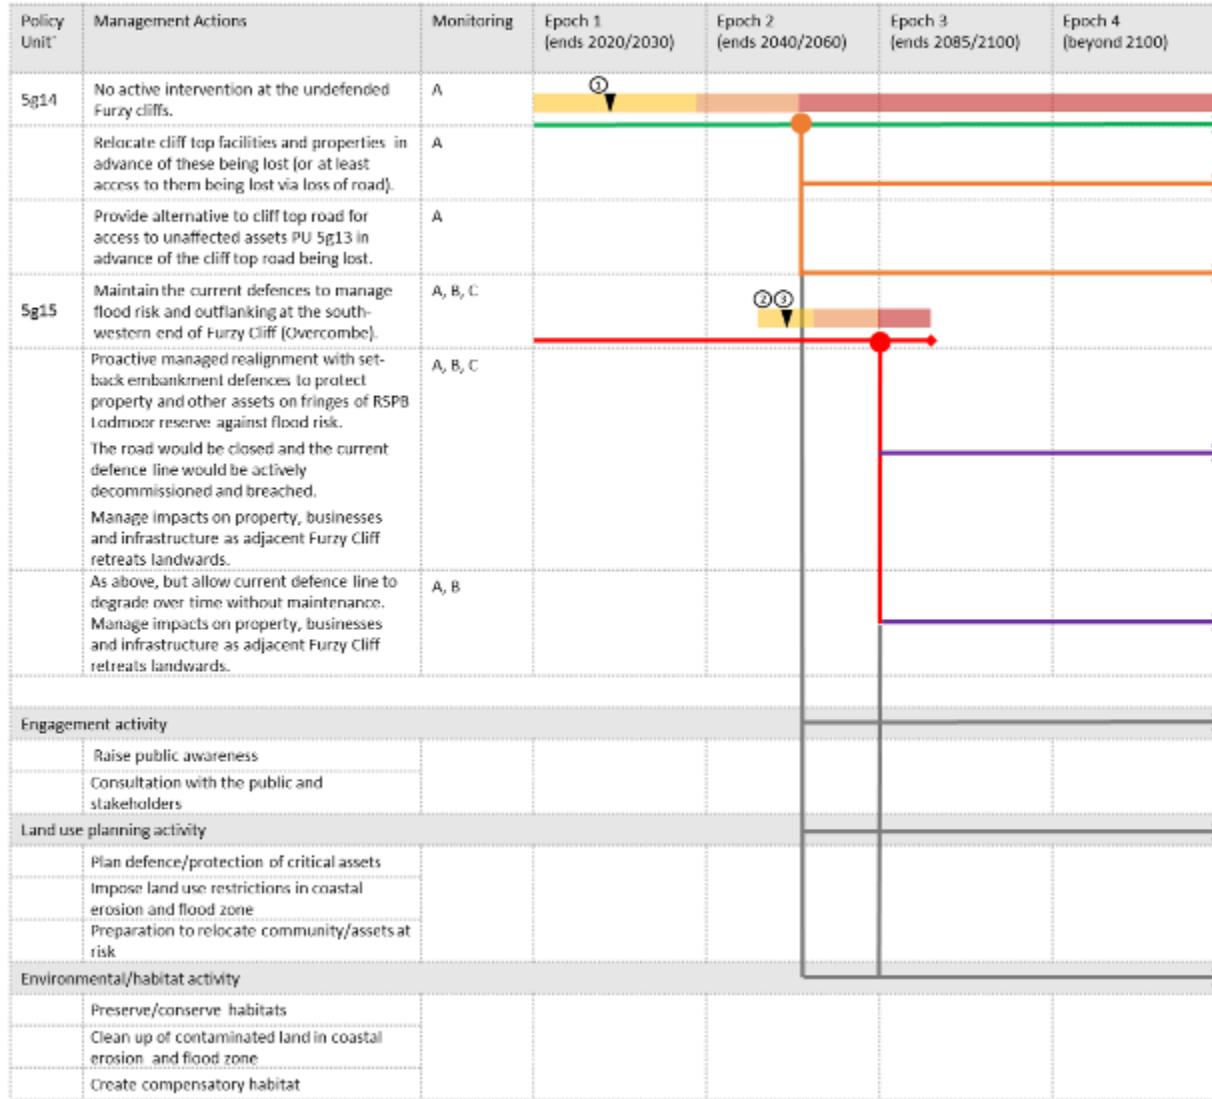 Policy Unit* Management Actions Monitoring Epoch 1 Epoch 2 Epoch 3 Epoch 4
(ends 2020/2030) (ends 2040/2060) (ends 2085/2100) (beyond 2100)
5g14 No active intervention at the undefended A ①
Furzy cliffs.
Relocate cliff top facilities and properties in A
advance of these being lost (or at least
access to them being lost via loss of road).
Provide alternative to cliff top road for A
access to unaffected assets PU 5g13 in
advance of the cliff top road being lost.
5g15 Maintain the current defences to manage A, B, C ② ③
flood risk and outflanking at the south-
western end of Furzy Cliff (Overcombe).
Proactive managed realignment with set- A, B, C
back embankment defences to protect
property and other assets on fringes of RSPB
Lodmoor reserve against flood risk.
The road would be closed and the current
defence line would be actively
decommissioned and breached.
Manage impacts on property, businesses
and infrastructure as adjacent Furzy Cliff
retreats landwards.
As above, but allow current defence line to A, B
degrade over time without maintenance.
Manage impacts on property, businesses
and infrastructure as adjacent Furzy Cliff
retreats landwards.
Engagement activity
Raise public awareness
Consultation with the public and
stakeholders
Land use planning activity
Plan defence/protection of critical assets
Impose land use restrictions in coastal
erosion and flood zone
Preparation to relocate community/assets at
risk
Environmental/habitat activity
Preserve/conserve habitats
Clean up of contaminated land in coastal
erosion and flood zone
Create compensatory habitat